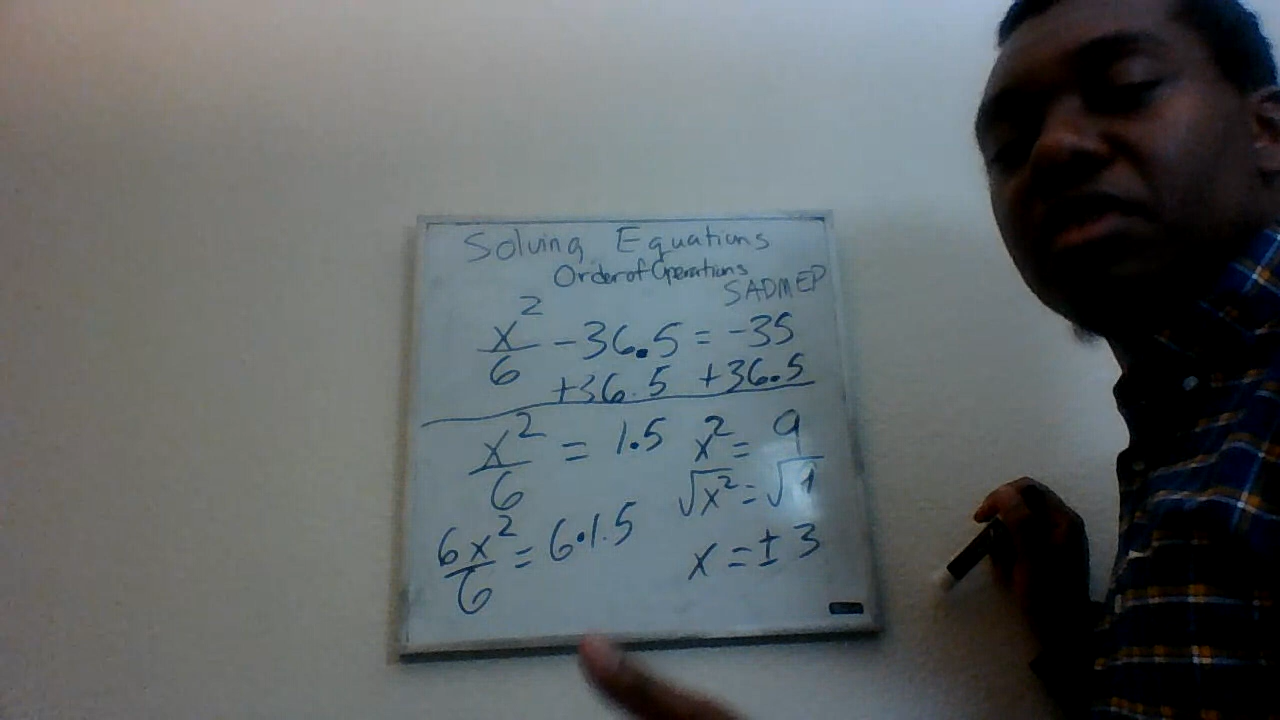 Solving Equations
Order of Operations
SADMEP
x²/6 - 36.5 = -35
+36.5 +36.5
x²/6 = 1.5
6x²/6 = 6·1.5
x² = 9
√x² = √9
x = ± 3